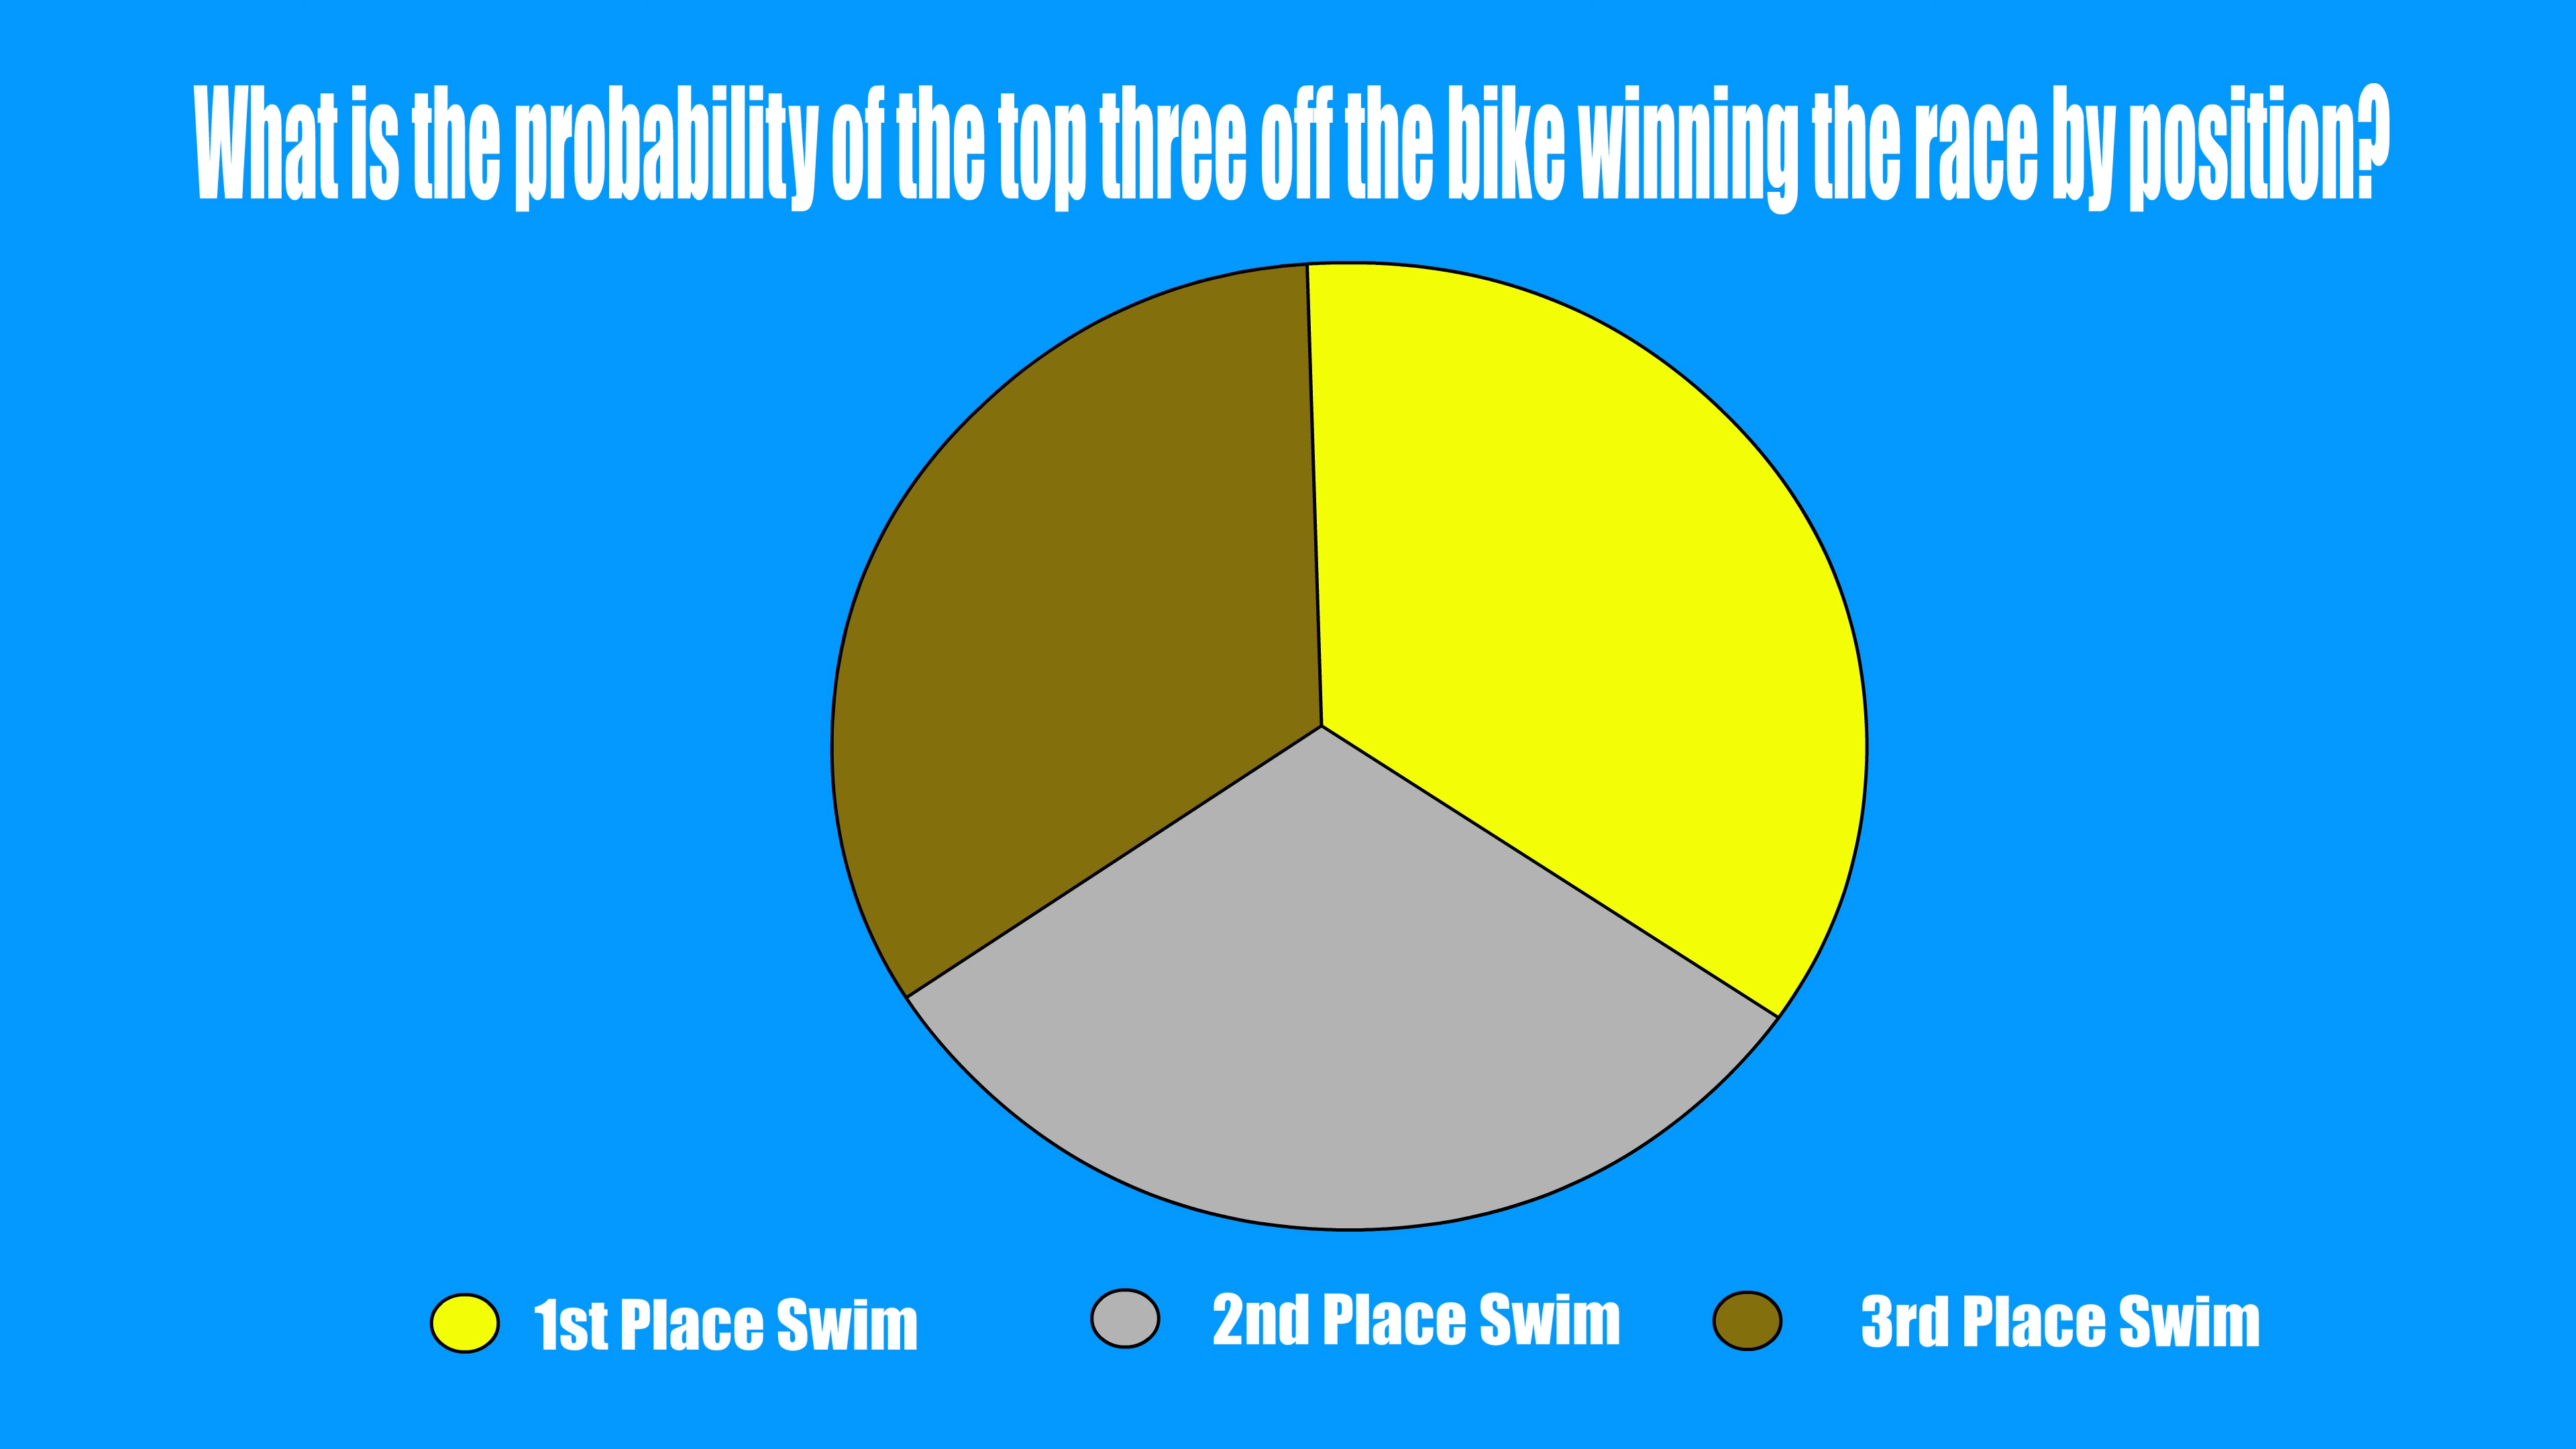 What is the probability of the top three off the bike winning the race by position?
1st Place Swim
2nd Place Swim
3rd Place Swim